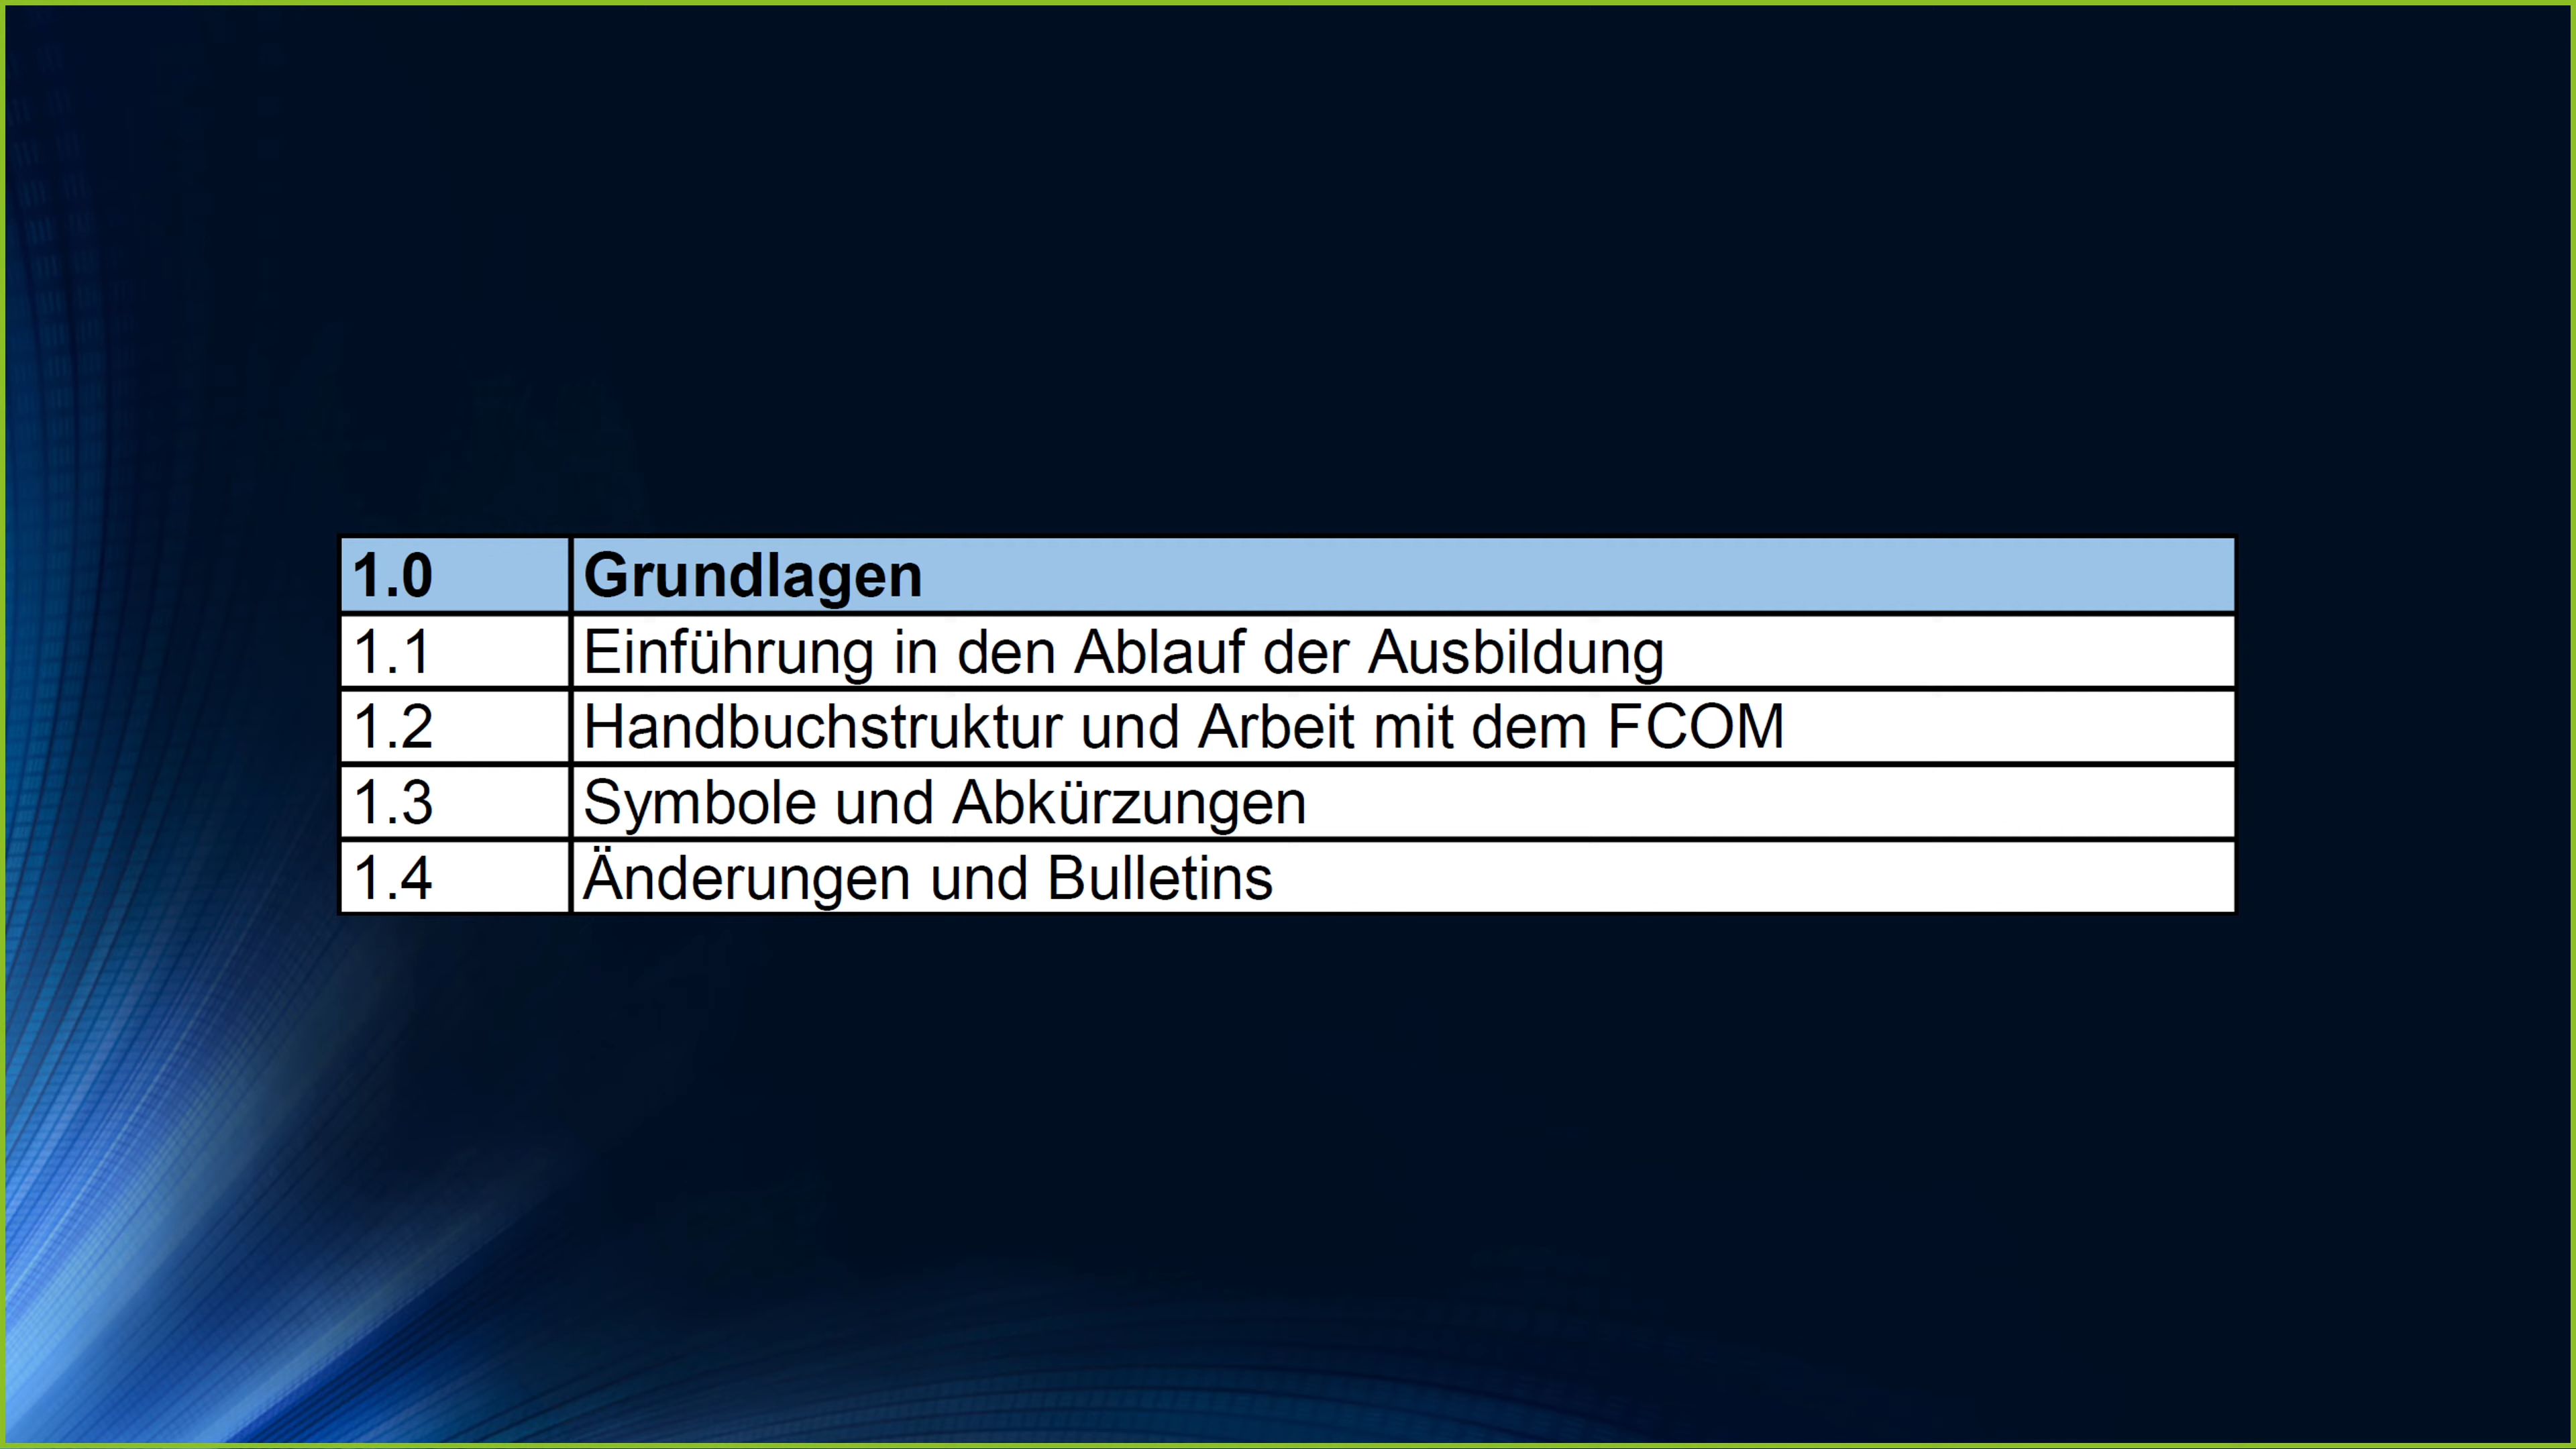 1.0 Grundlagen
1.1 Einführung in den Ablauf der Ausbildung
1.2 Handbuchstruktur und Arbeit mit dem FCOM
1.3 Symbole und Abkürzungen
1.4 Änderungen und Bulletins